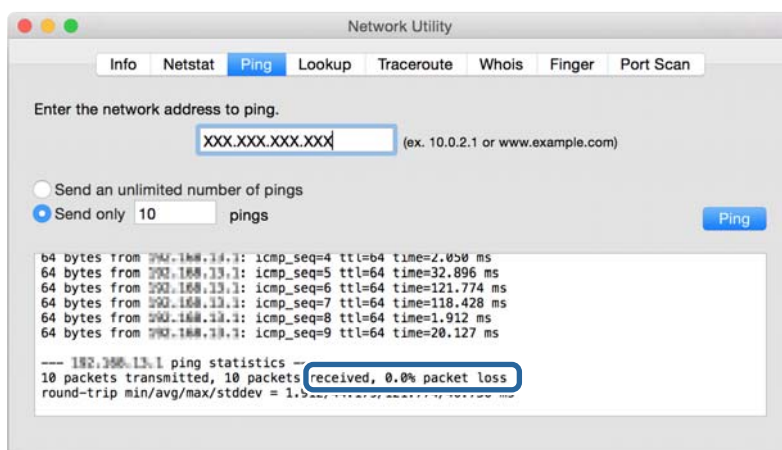 Network Utility
Info Netstat Ping Lookup Traceroute Whois Finger Port Scan
Enter the network address to ping.
XXX.XXX.XXX.XXX (ex. 10.0.2.1 or www.example.com)
Send an unlimited number of pings
Send only 10 pings
Ping
64 bytes from : icmp_seq=4 ttl=64 time=2.050 ms
64 bytes from : icmp_seq=5 ttl=64 time=32.896 ms
64 bytes from : icmp_seq=6 ttl=64 time=121.774 ms
64 bytes from : icmp_seq=7 ttl=64 time=118.428 ms
64 bytes from : icmp_seq=8 ttl=64 time=1.912 ms
64 bytes from : icmp_seq=9 ttl=64 time=20.127 ms
--- ping statistics
10 packets transmitted, 10 packets received, 0.0% packet loss
round-trip min/avg/max/stddev = ms